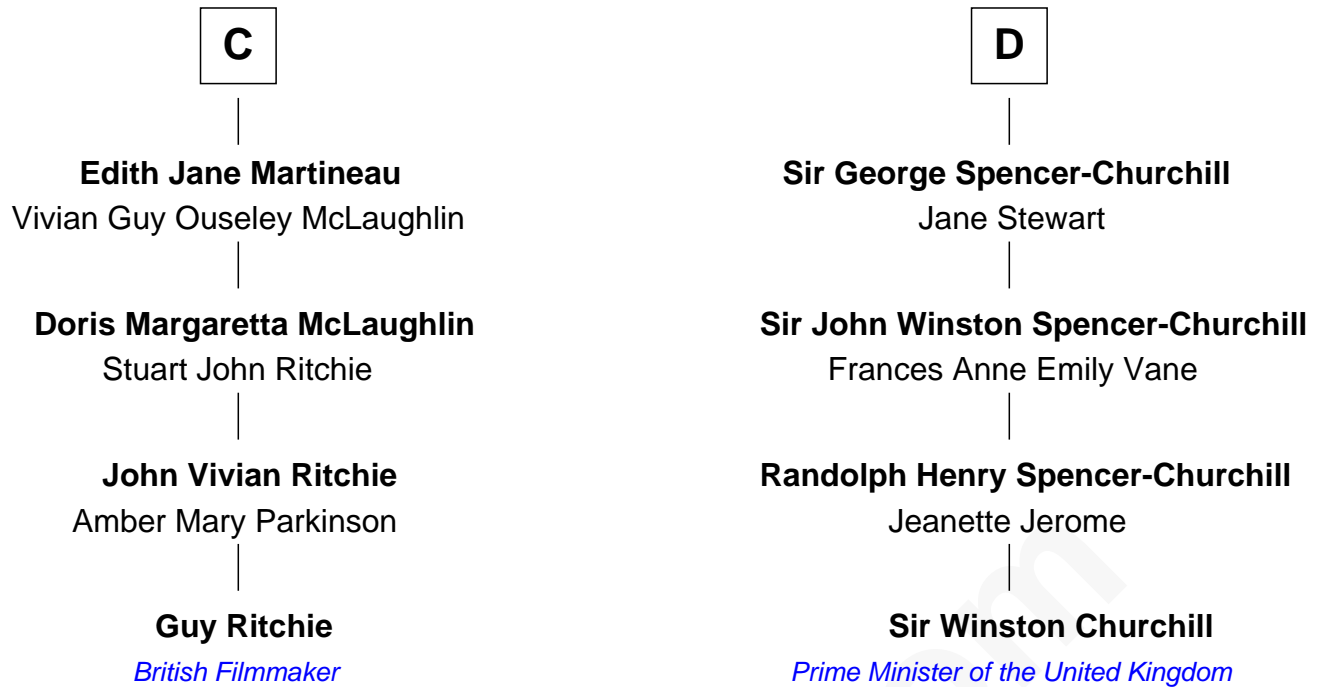 C
Edith Jane Martineau
Vivian Guy Ouseley McLaughlin
Doris Margaretta McLaughlin
Stuart John Ritchie
John Vivian Ritchie
Amber Mary Parkinson
Guy Ritchie
British Filmmaker
D
Sir George Spencer-Churchill
Jane Stewart
Sir John Winston Spencer-Churchill
Frances Anne Emily Vane
Randolph Henry Spencer-Churchill
Jeanette Jerome
Sir Winston Churchill
Prime Minister of the United Kingdom